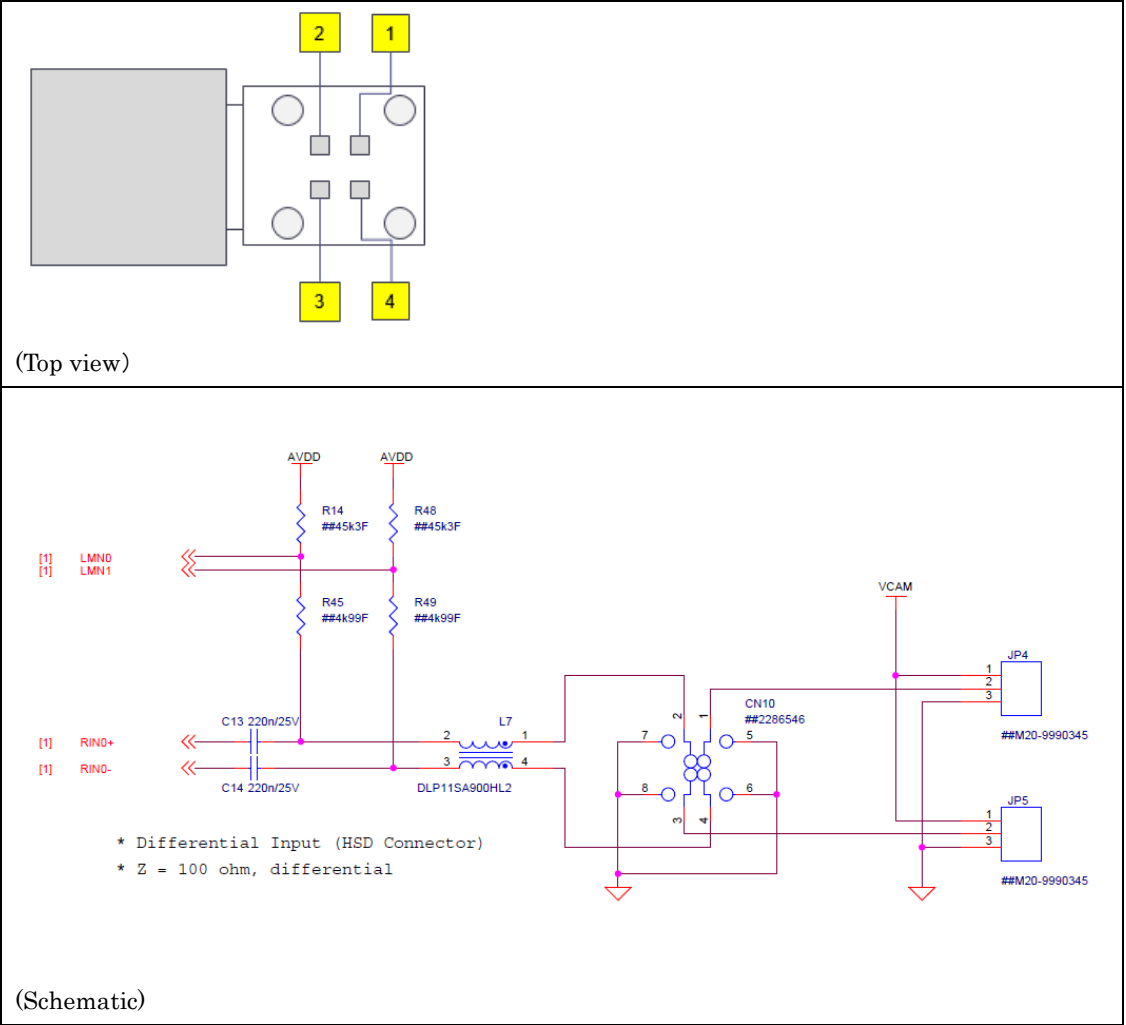 2 1
3 4
(Top view)
AVDD AVDD
R14 R48
##45k3F ##45k3F
[1] LMN0
[1] LMN1
R45 R49
##4k99F ##4k99F
VCAM
JP4
1
2
3
##M20-9990345
CN10
##2286546
2 1
7 5
8 6
3 4
C13 220n/25V L7
[1] RIN0+ 2 1
[1] RIN0- 3 4
C14 220n/25V DLP11SA900HL2
JP5
1
2
3
##M20-9990345
* Differential Input (HSD Connector)
* Z = 100 ohm, differential
(Schematic)